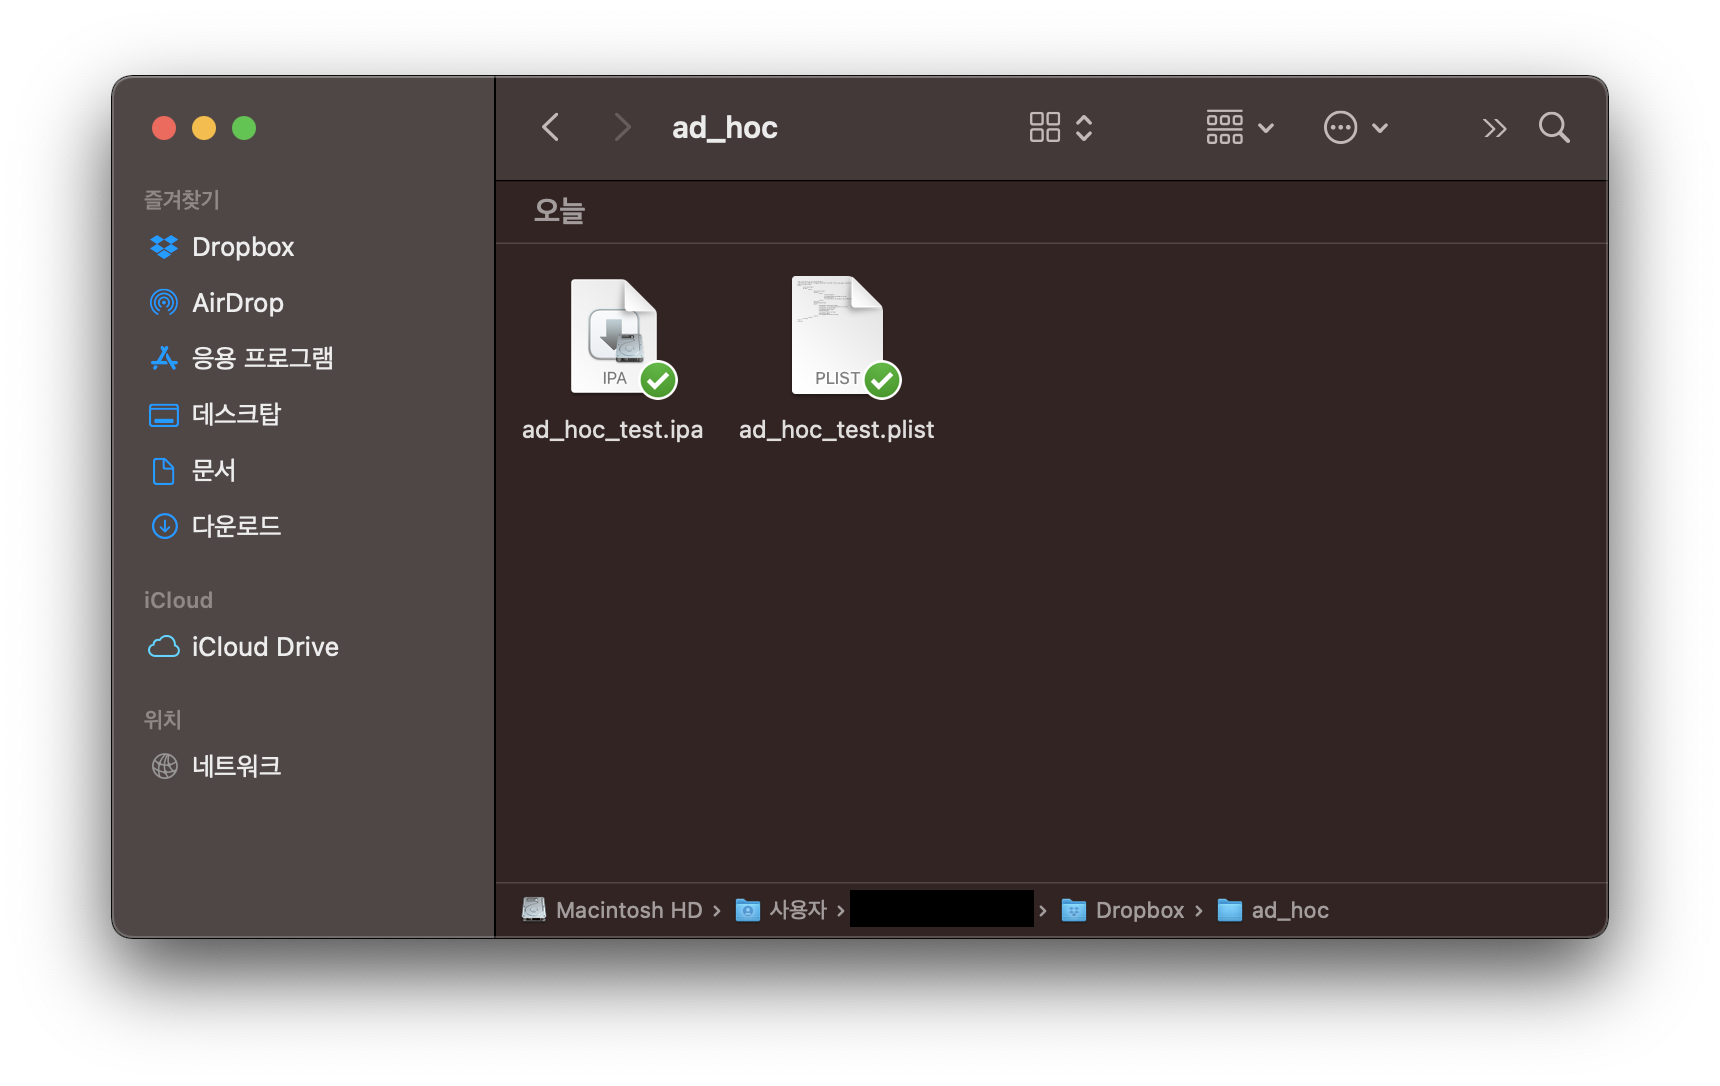 ad_hoc
즐겨찾기
Dropbox
AirDrop
응용 프로그램
데스크탑
문서
다운로드
iCloud
iCloud Drive
위치
네트워크
오늘
IPA
PLIST
ad_hoc_test.ipa
ad_hoc_test.plist
Macintosh HD › 사용자 › › Dropbox › ad_hoc